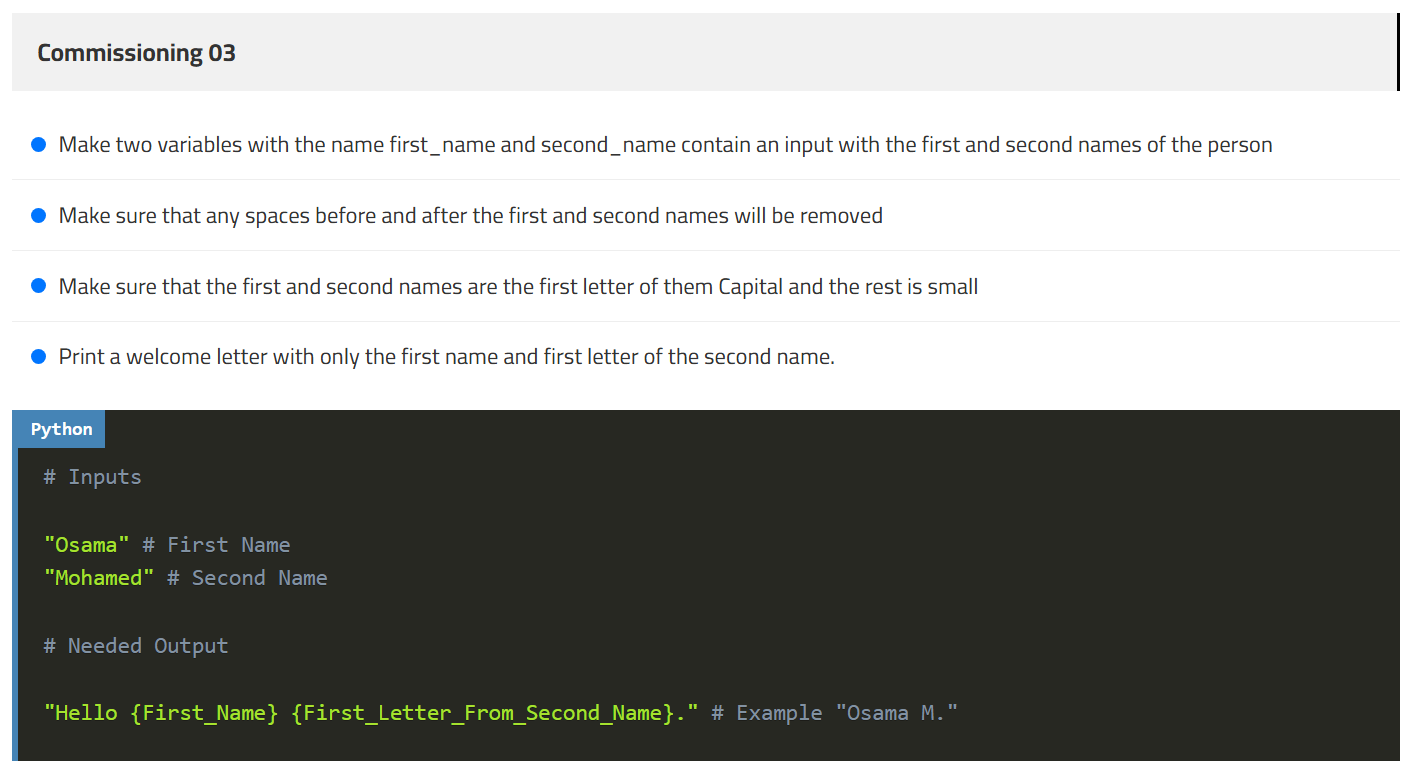 Commissioning 03
Make two variables with the name first_name and second_name contain an input with the first and second names of the person
Make sure that any spaces before and after the first and second names will be removed
Make sure that the first and second names are the first letter of them Capital and the rest is small
Print a welcome letter with only the first name and first letter of the second name.
Python
# Inputs
"Osama" # First Name
"Mohamed" # Second Name
# Needed Output
"Hello {First_Name} {First_Letter_From_Second_Name}." # Example "Osama M."